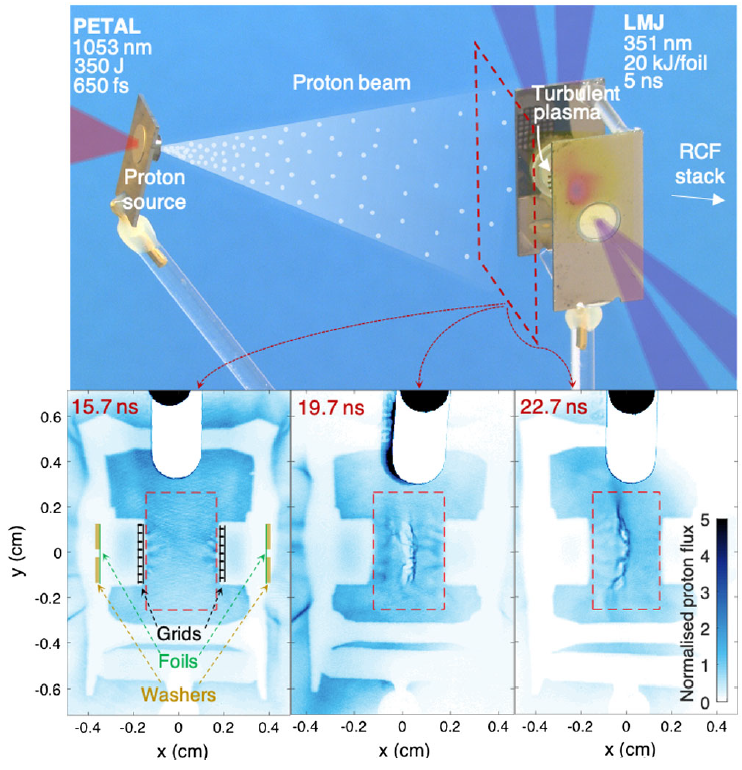 PETAL
1053 nm
350 J
650 fs
Proton beam
Proton
source
LMJ
351 nm
20 kJ/foil
5 ns
Turbulent
plasma
RCF
stack
15.7 ns
19.7 ns
22.7 ns
y (cm)
0.6
0.4
0.2
0
-0.2
-0.4
-0.6
Grids
Foils
Washers
Normalised proton flux
5
4
3
2
1
0
-0.4 -0.2 0 0.2 0.4
x (cm)
-0.4 -0.2 0 0.2 0.4
x (cm)
-0.4 -0.2 0 0.2 0.4
x (cm)